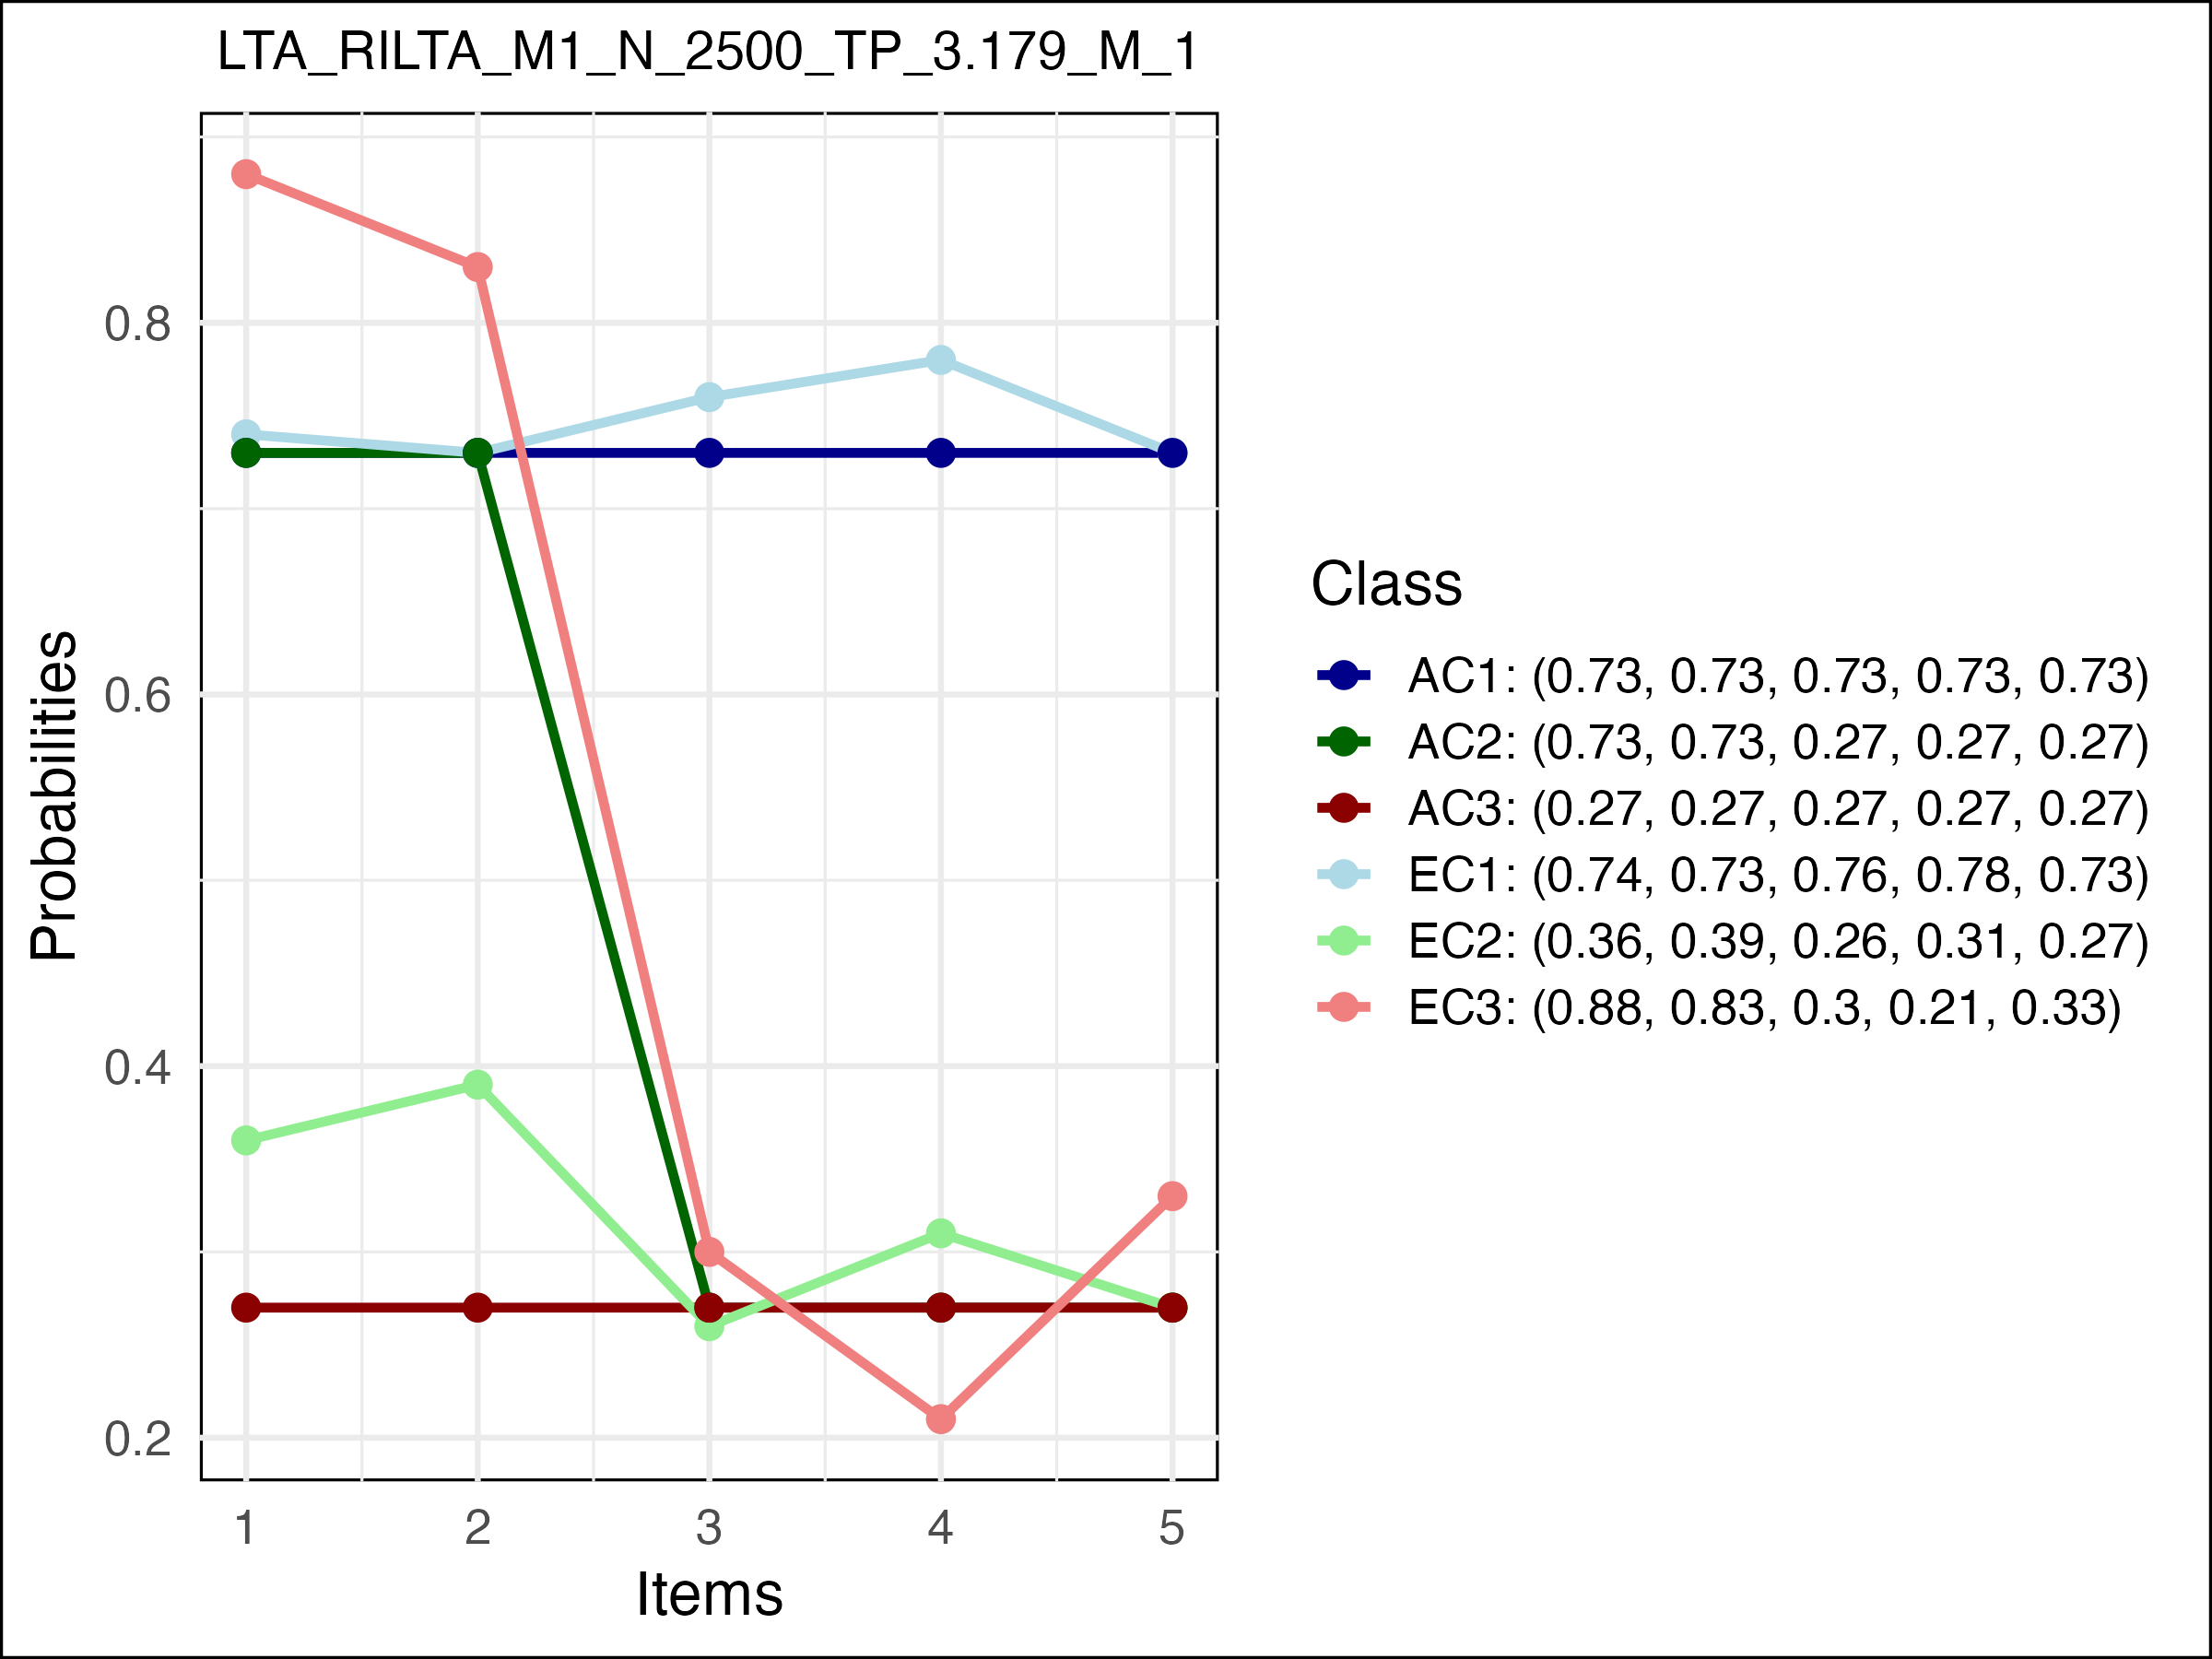 LTA_RILTA_M1_N_2500_TP_3.179_M_1
Probabilities
0.8
0.6
0.4
0.2
1 2 3 4 5
Items
Class
AC1: (0.73, 0.73, 0.73, 0.73, 0.73)
AC2: (0.73, 0.73, 0.27, 0.27, 0.27)
AC3: (0.27, 0.27, 0.27, 0.27, 0.27)
EC1: (0.74, 0.73, 0.76, 0.78, 0.73)
EC2: (0.36, 0.39, 0.26, 0.31, 0.27)
EC3: (0.88, 0.83, 0.3, 0.21, 0.33)